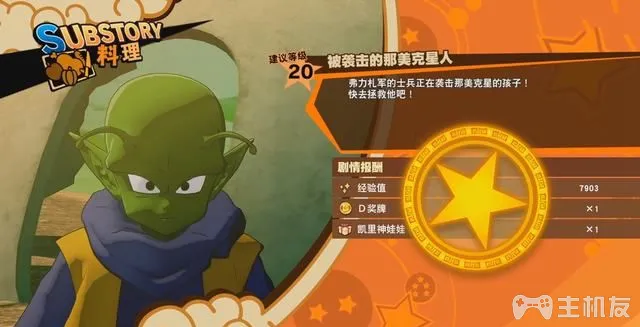 SUBSTORY
料理
建议等级
20
被袭击的那美克星人
弗力札军的士兵正在袭击那美克星的孩子！
快去拯救他吧！
剧情报酬
经验值 7903
D奖牌 ×1
凯里神娃娃 ×1
主机友